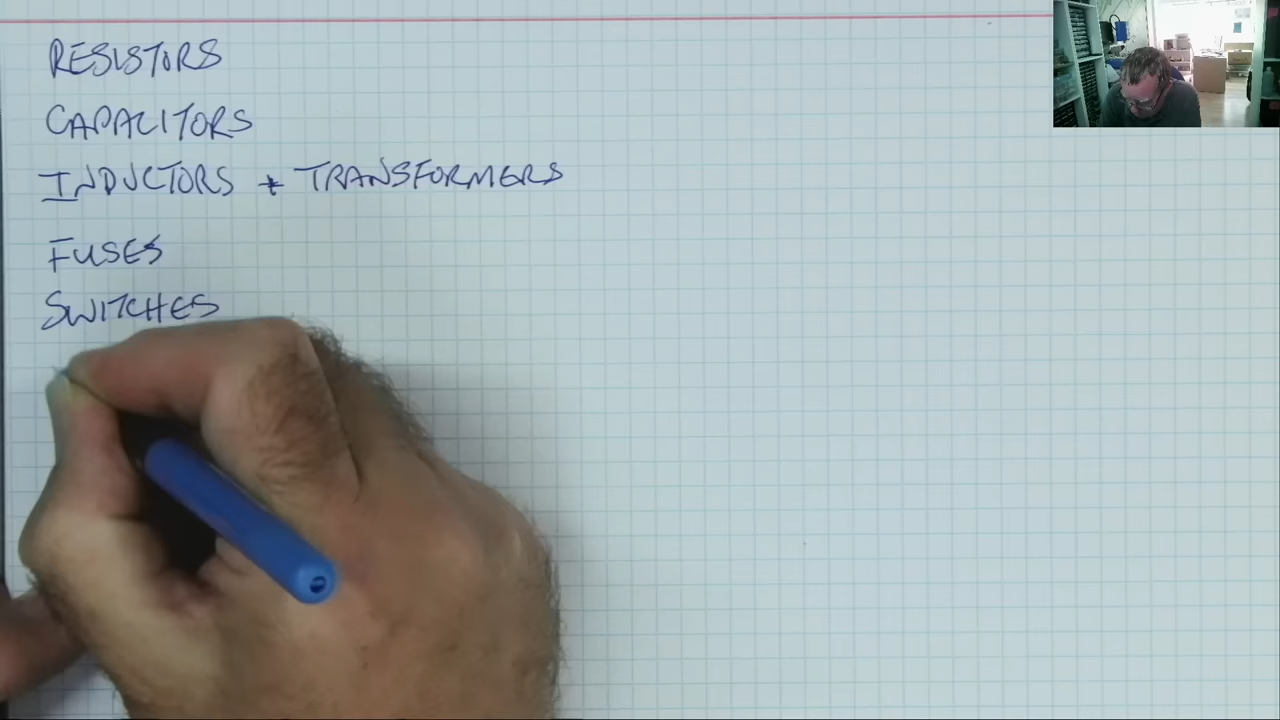 RESISTORS
CAPACITORS
INDUCTORS + TRANSFORMERS
FUSES
SWITCHES